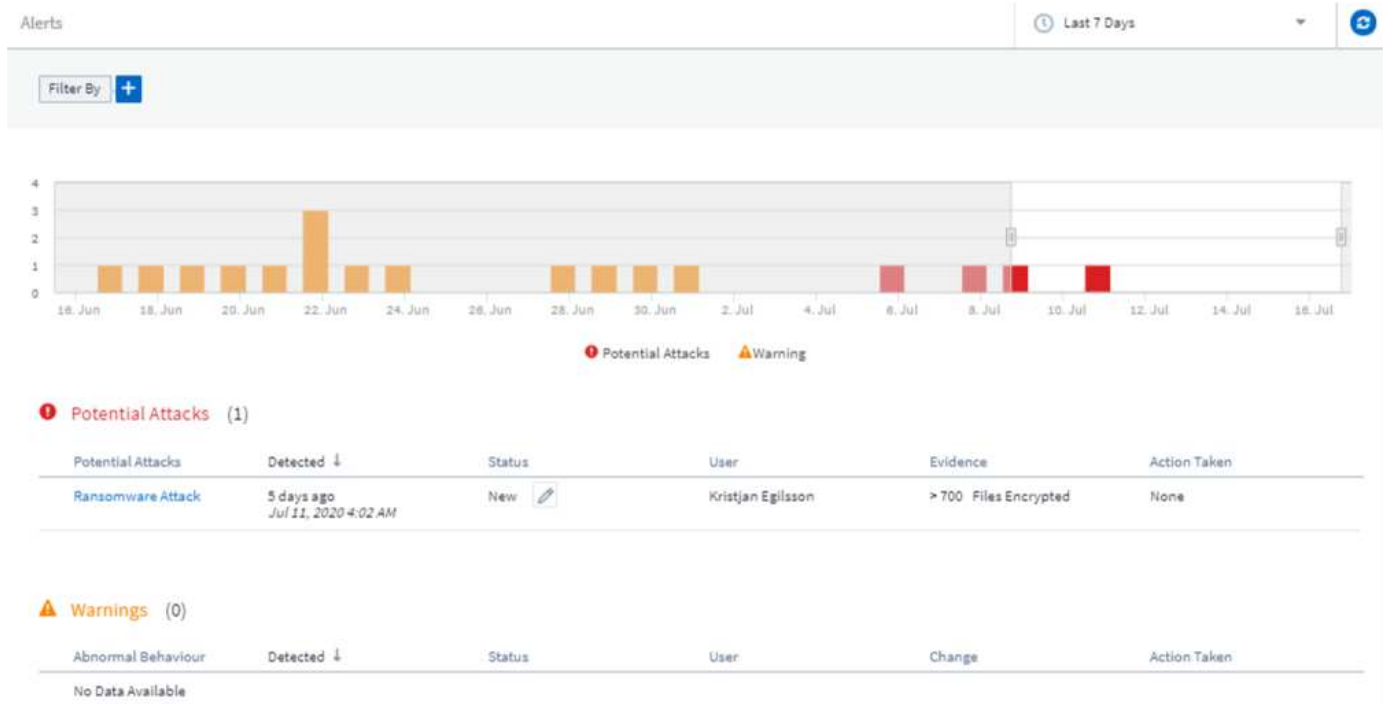 Alerts
Last 7 Days
Filter By +
4
3
2
1
0
16. Jun 18. Jun 20. Jun 22. Jun 24. Jun 26. Jun 28. Jun 30. Jun 2. Jul 4. Jul 6. Jul 8. Jul 10. Jul 12. Jul 14. Jul 16. Jul
Potential Attacks Warning
Potential Attacks (1)
Potential Attacks Detected ↓ Status User Evidence Action Taken
Ransomware Attack 5 days ago New Kristjan Egilsson > 700 Files Encrypted None
Jul 11, 2020 4:02 AM
Warnings (0)
Abnormal Behaviour Detected ↓ Status User Change Action Taken
No Data Available